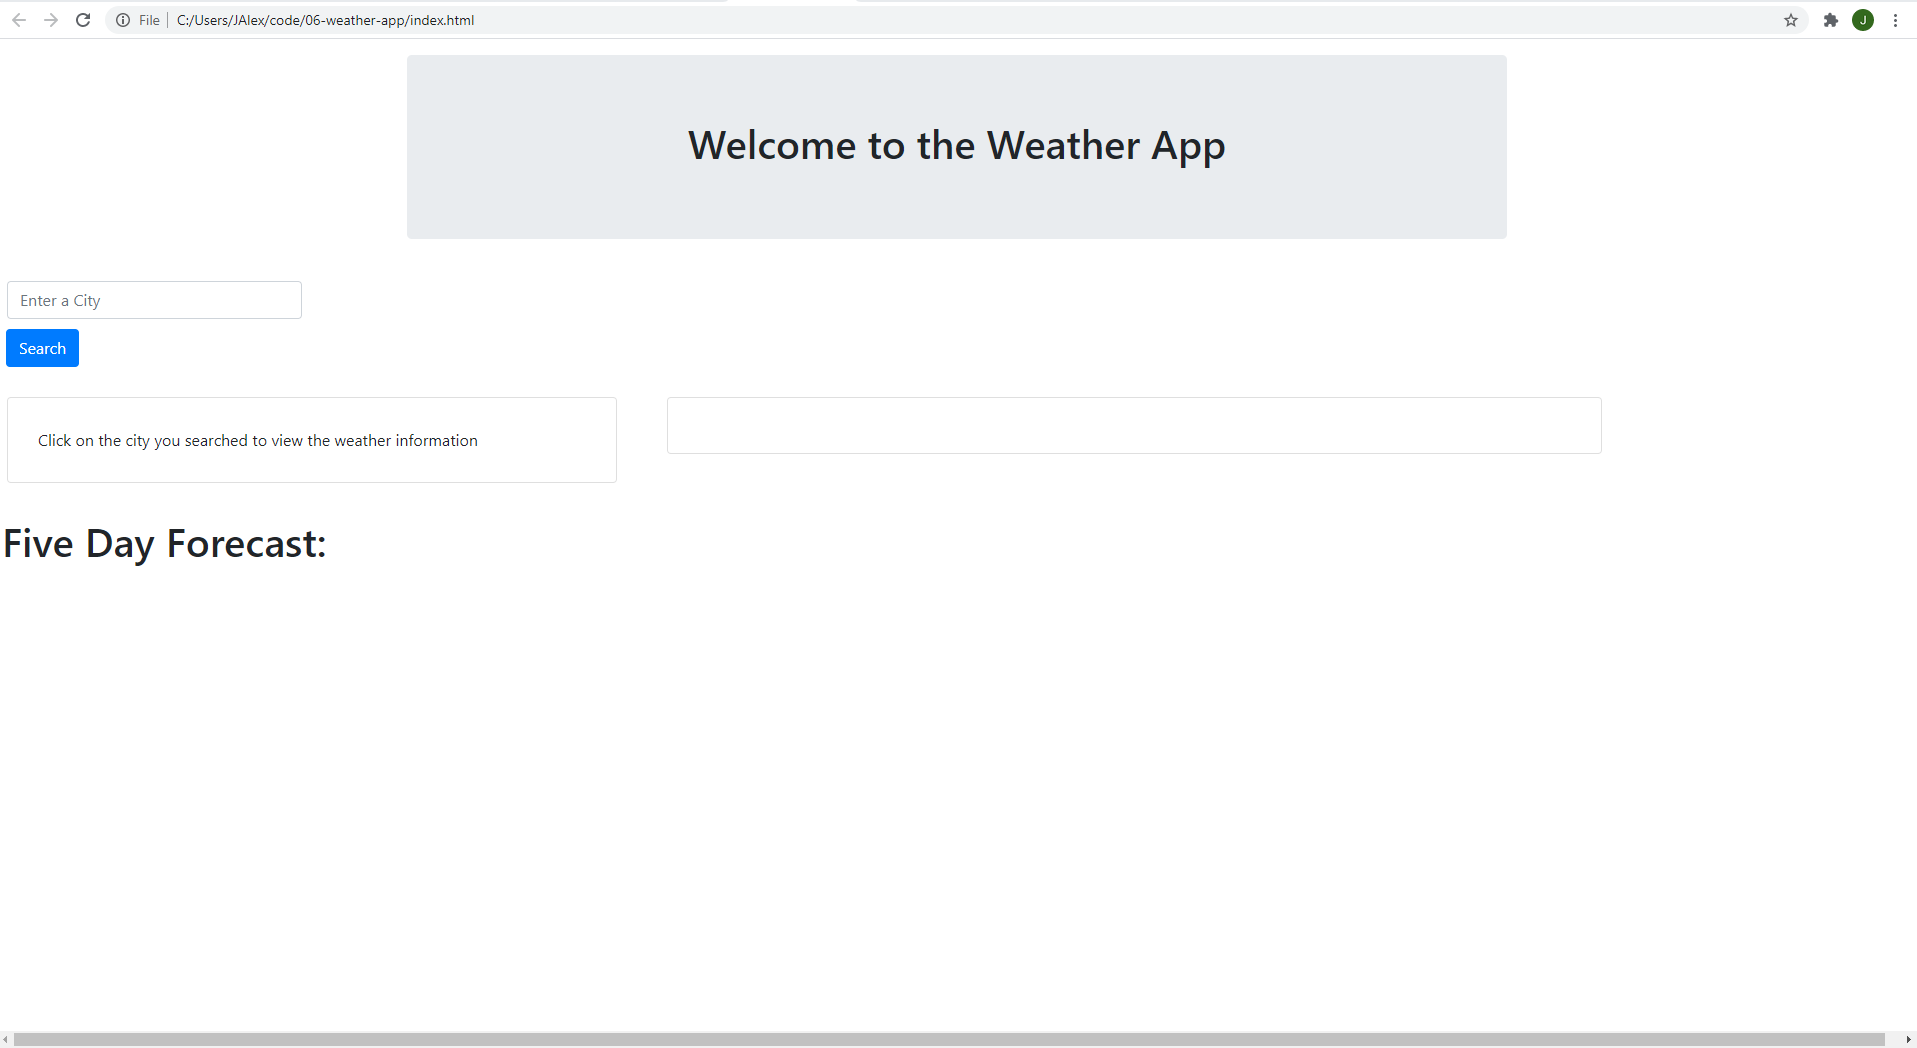 File C:/Users/JAlex/code/06-weather-app/index.html J
Welcome to the Weather App
Enter a City
Search
Click on the city you searched to view the weather information
Five Day Forecast: